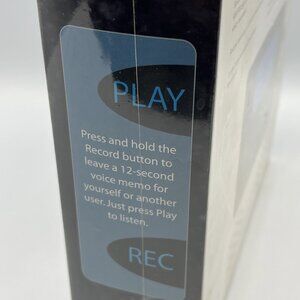 PLAY
Press and hold the
Record button to
leave a 12-second
voice memo for
yourself or another
user. Just press Play
to listen.
REC